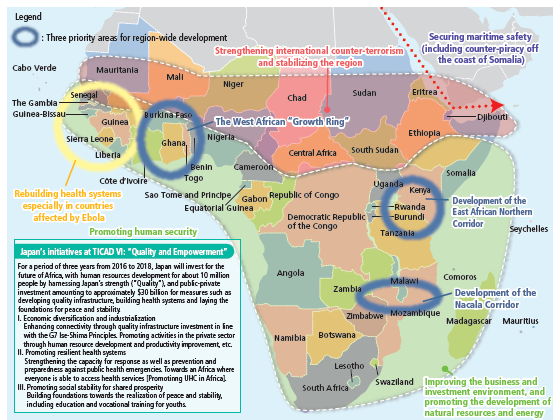 Legend
: Three priority areas for region-wide development
Securing maritime safety
(including counter-piracy off
the coast of Somalia)
Strengthening international counter-terrorism
and stabilizing the region
Cabo Verde
Mauritania
Mali
Niger
Chad
Sudan
Eritrea
Djibouti
Senegal
The Gambia
Guinea-Bissau
Guinea
Sierra Leone
Liberia
Burkina Faso
The West African “Growth Ring”
Ghana
Nigeria
Benin
Togo
Côte d'Ivoire
Cameroon
Central Africa
South Sudan
Ethiopia
Somalia
Sao Tome and Principe
Equatorial Guinea
Gabon
Republic of Congo
Democratic Republic
of the Congo
Uganda
Kenya
Rwanda
Burundi
Tanzania
Development of the
East African Northern
Corridor
Seychelles
Rebuilding health systems
especially in countries
affected by Ebola
Promoting human security
Japan's initiatives at TICAD VI: “Quality and Empowerment”
For a period of three years from 2016 to 2018, Japan will invest for the
future of Africa, with human resources development for about 10 million
people by harnessing Japan's strength (“Quality”), and public-private
investment amounting to approximately $30 billion for measures such as
developing quality infrastructure, building health systems and laying the
foundations for peace and stability.
I. Economic diversification and industrialization
Enhancing connectivity through quality infrastructure investment in line
with the G7 Ise-Shima Principles. Promoting activities in the private sector
through human resource development and productivity improvement, etc.
II. Promoting resilient health systems
Strengthening the capacity for response as well as prevention and
preparedness against public health emergencies. Towards an Africa where
everyone is able to access health services [Promoting UHC in Africa].
III. Promoting social stability for shared prosperity
Building foundations towards the realization of peace and stability,
including education and vocational training for youths.
Angola
Zambia
Malawi
Comoros
Development of the
Nacala Corridor
Zimbabwe
Mozambique
Madagascar
Mauritius
Namibia
Botswana
Lesotho
Swaziland
South Africa
Improving the business and
investment environment, and
promoting the development of
natural resources and energy